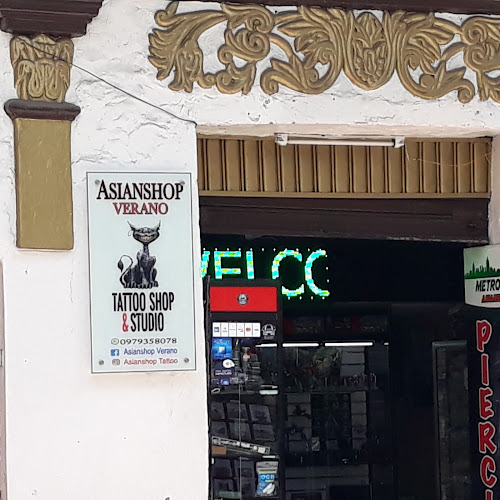 ASIANSHOP
VERANO
TATTOO SHOP
& STUDIO
0979358078
Asianshop Verano
Asianshop Tattoo
WELCO
METRO
PIERC